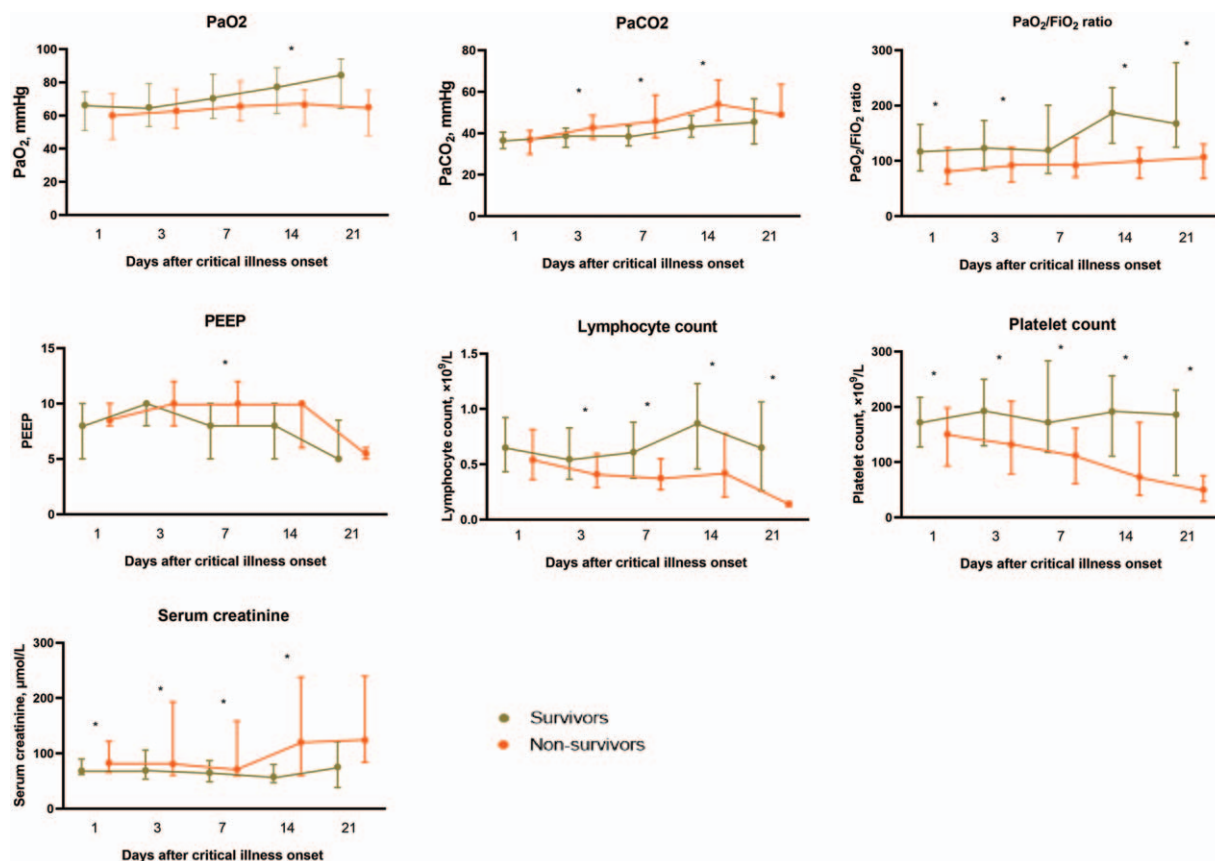 PaO2
PaO₂, mmHg
100
80
60
40
20
0
*
1 3 7 14 21
Days after critical illness onset
PaCO2
PaCO₂, mmHg
80
60
40
20
0
* * *
1 3 7 14 21
Days after critical illness onset
PaO₂/FiO₂ ratio
PaO₂/FiO₂ ratio
300
200
100
0
* * * *
1 3 7 14 21
Days after critical illness onset
PEEP
PEEP
15
10
5
0
*
1 3 7 14 21
Days after critical illness onset
Lymphocyte count
Lymphocyte count, ×10⁹/L
1.5
1.0
0.5
0.0
* * * *
1 3 7 14 21
Days after critical illness onset
Platelet count
Platelet count, ×10⁹/L
300
200
100
0
* * * * *
1 3 7 14 21
Days after critical illness onset
Serum creatinine
Serum creatinine, µmol/L
300
200
100
0
* * * *
1 3 7 14 21
Days after critical illness onset
Survivors
Non-survivors